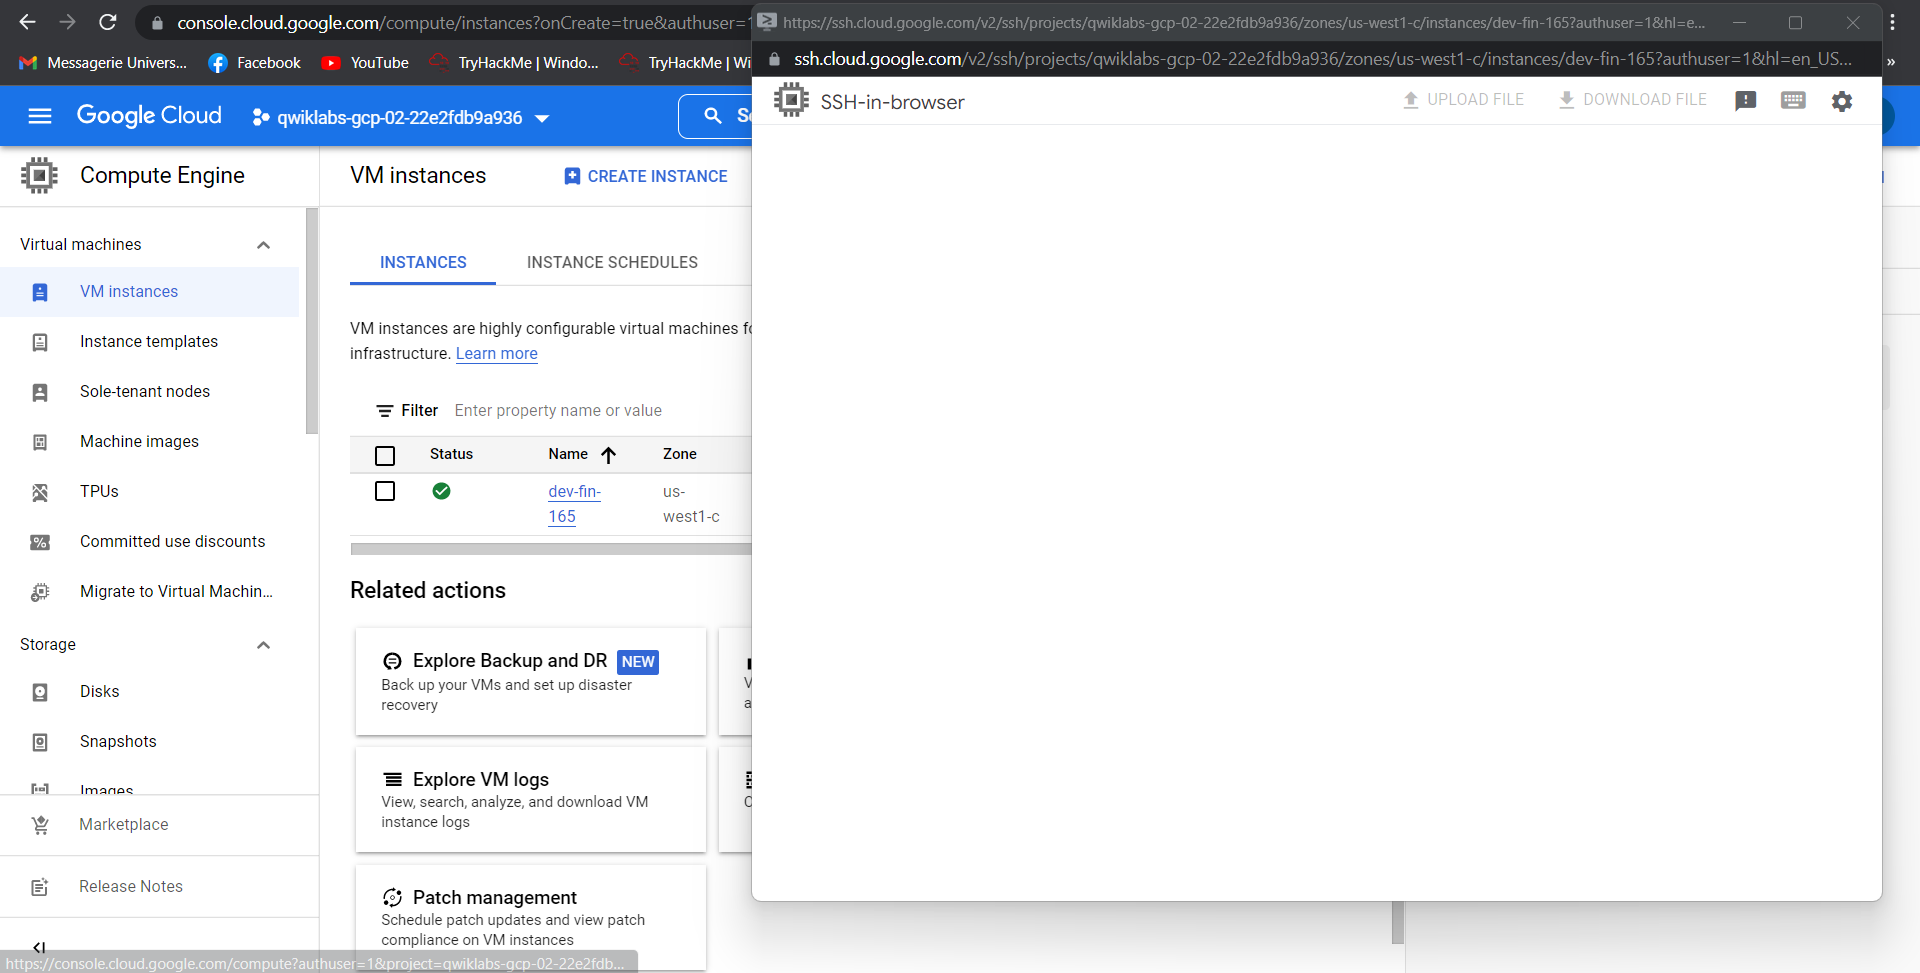 console.cloud.google.com/compute/instances?onCreate=true&authuser=1
https://ssh.cloud.google.com/v2/ssh/projects/qwiklabs-gcp-02-22e2fdb9a936/zones/us-west1-c/instances/dev-fin-165?authuser=1&hl=e...
Messagerie Univers...
Facebook
YouTube
TryHackMe | Windo...
TryHackMe | Wi
ssh.cloud.google.com/v2/ssh/projects/qwiklabs-gcp-02-22e2fdb9a936/zones/us-west1-c/instances/dev-fin-165?authuser=1&hl=en_US...
»
Google Cloud
qwiklabs-gcp-02-22e2fdb9a936
SSH-in-browser
UPLOAD FILE
DOWNLOAD FILE
Compute Engine
VM instances
CREATE INSTANCE
Virtual machines
VM instances
Instance templates
Sole-tenant nodes
Machine images
TPUs
Committed use discounts
Migrate to Virtual Machin...
Storage
Disks
Snapshots
Images
Marketplace
Release Notes
INSTANCES
INSTANCE SCHEDULES
VM instances are highly configurable virtual machines
infrastructure. Learn more
Filter
Enter property name or value
Status
Name
Zone
dev-fin-
165
us-
west1-c
Related actions
Explore Backup and DR
NEW
Back up your VMs and set up disaster
recovery
Explore VM logs
View, search, analyze, and download VM
instance logs
Patch management
Schedule patch updates and view patch
compliance on VM instances
https://console.cloud.google.com/compute?authuser=1&project=qwiklabs-gcp-02-22e2fdb...